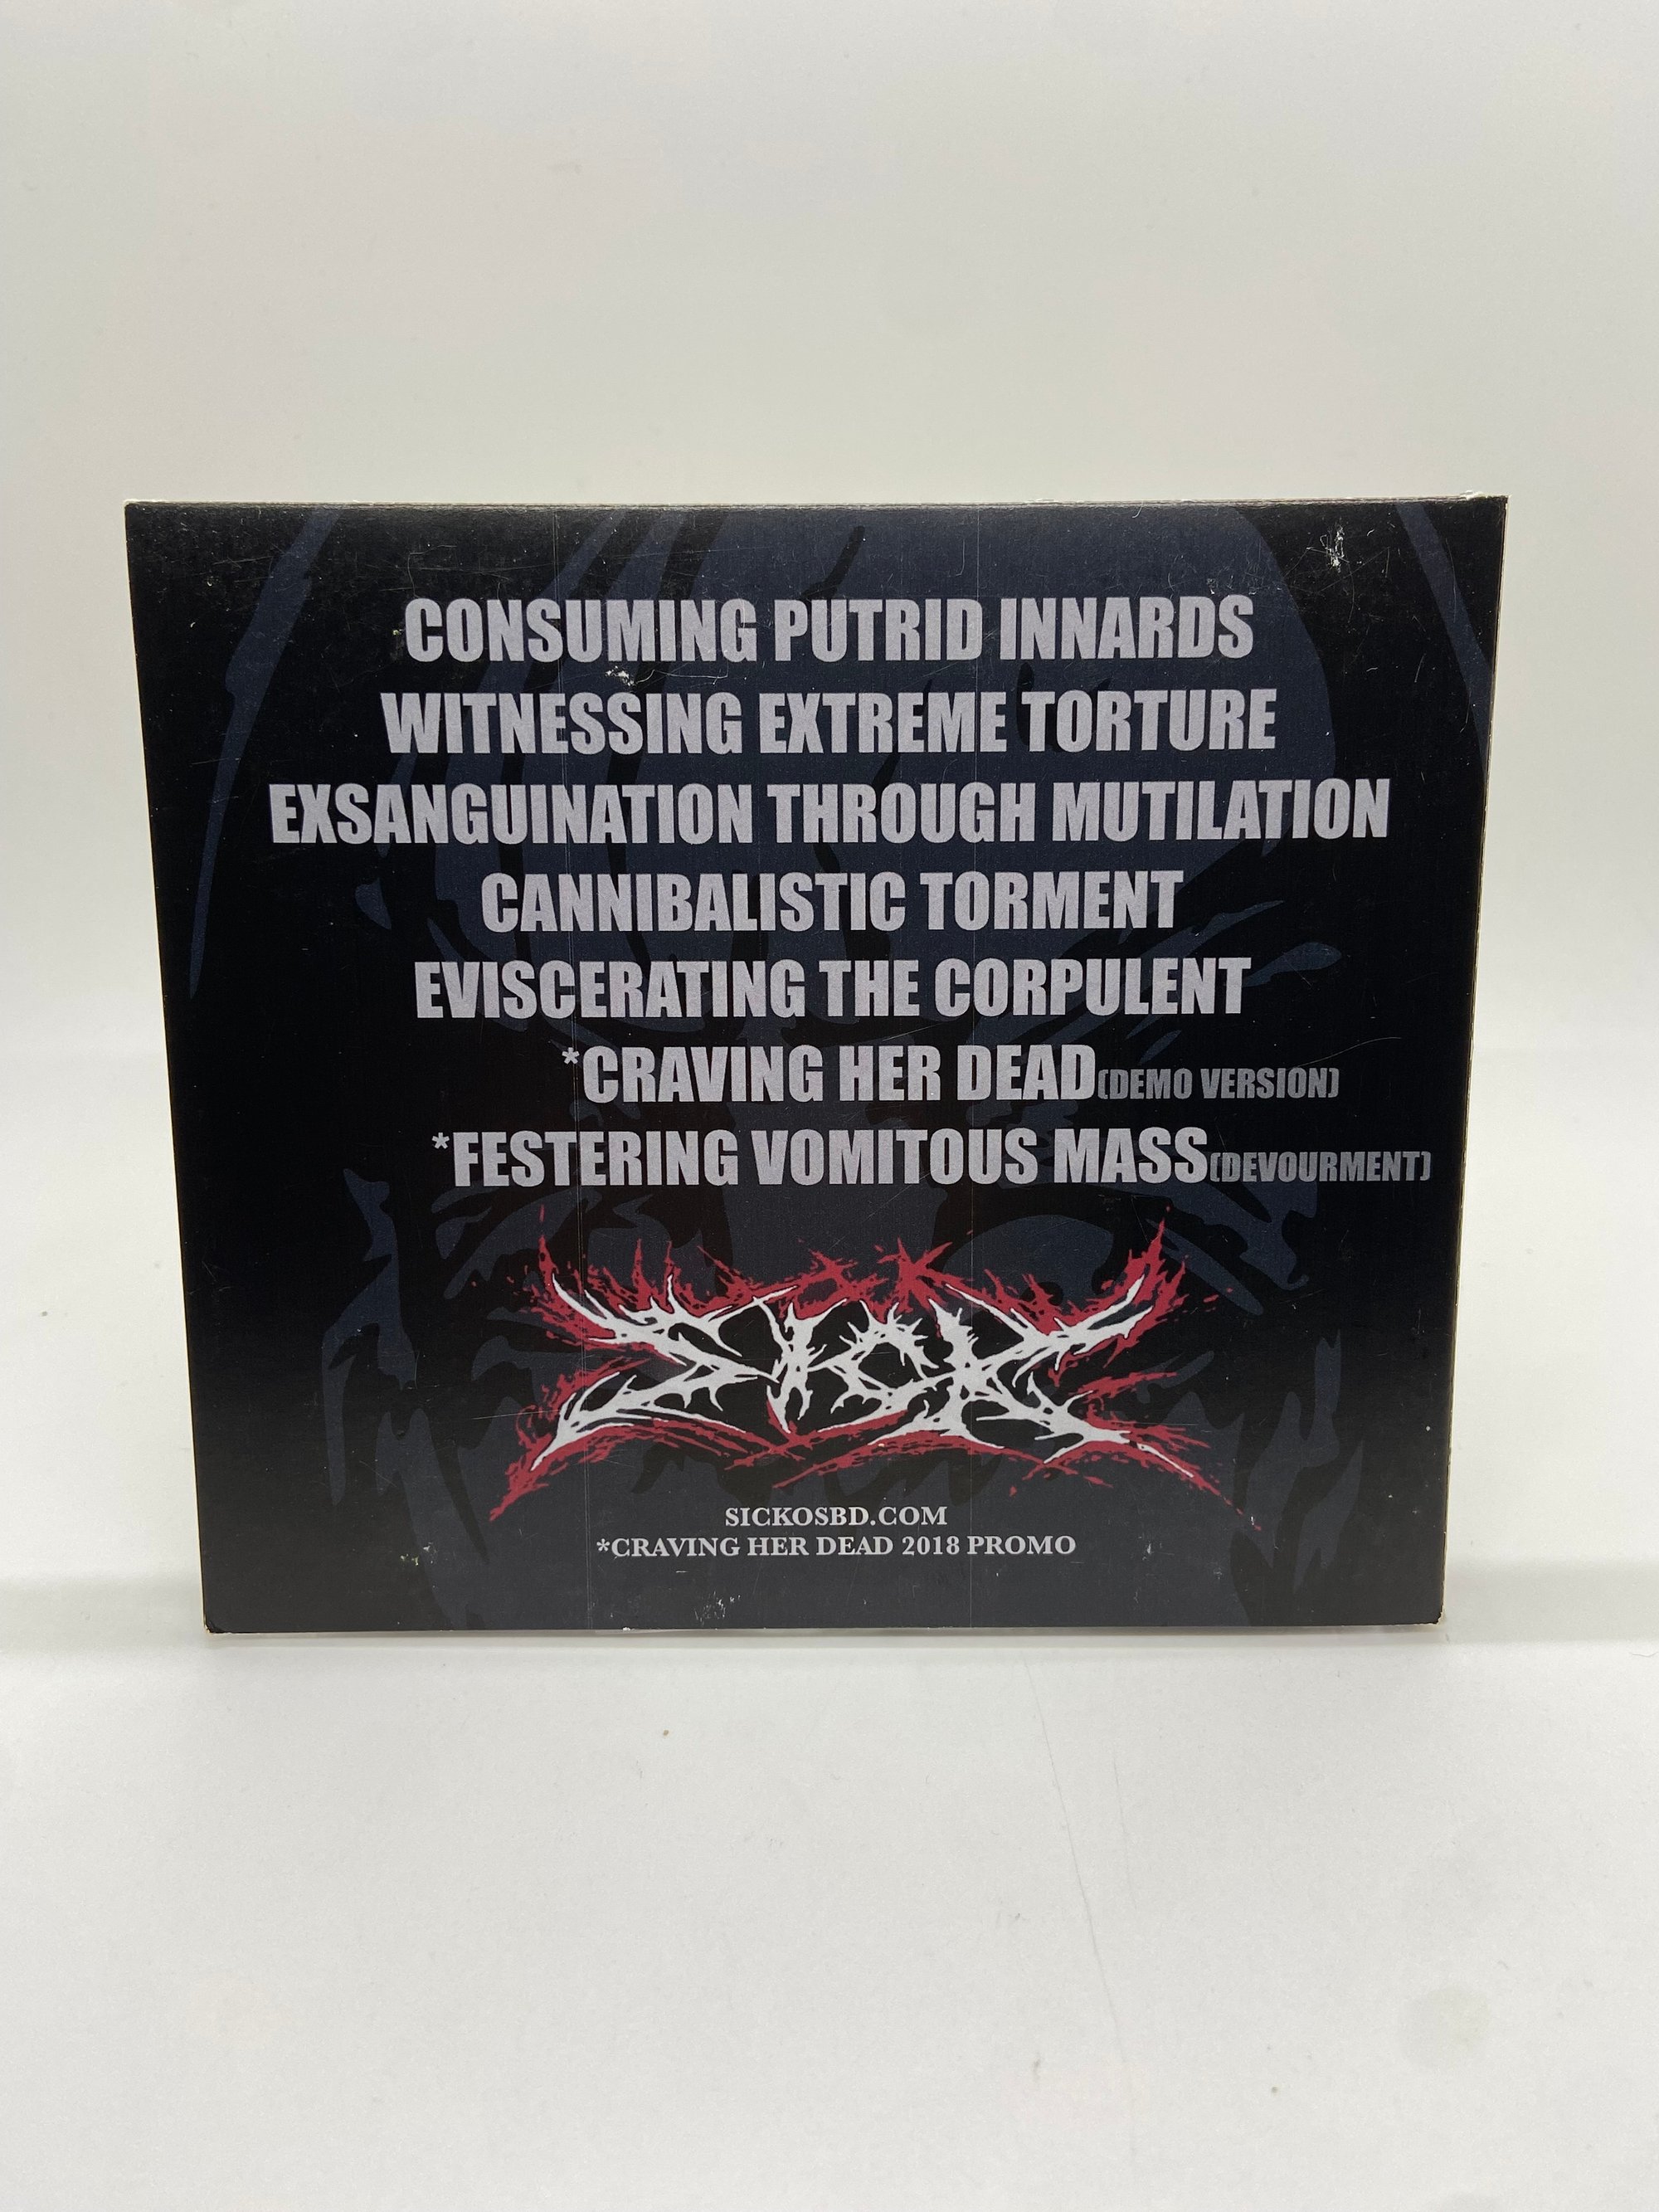 CONSUMING PUTRID INNARDS
WITNESSING EXTREME TORTURE
EXSANGUINATION THROUGH MUTILATION
CANNIBALISTIC TORMENT
EVISCERATING THE CORPULENT
*CRAVING HER DEAD(DEMO VERSION)
*FESTERING VOMITOUS MASS(DEVOURMENT)
SICK
SICKOSBD.COM
*CRAVING HER DEAD 2018 PROMO